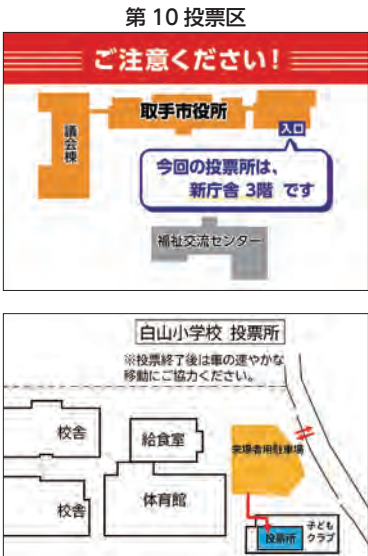 第 10 投票区
ご注意ください!
取手市役所
議会棟
入口
今回の投票所は、
新庁舎 3階 です
福祉交流センター
白山小学校 投票所
※投票終了後は車の速やかな
移動にご協力ください。
校舎
給食室
来場者用駐車場
校舎
体育館
投票所
子ども
クラブ